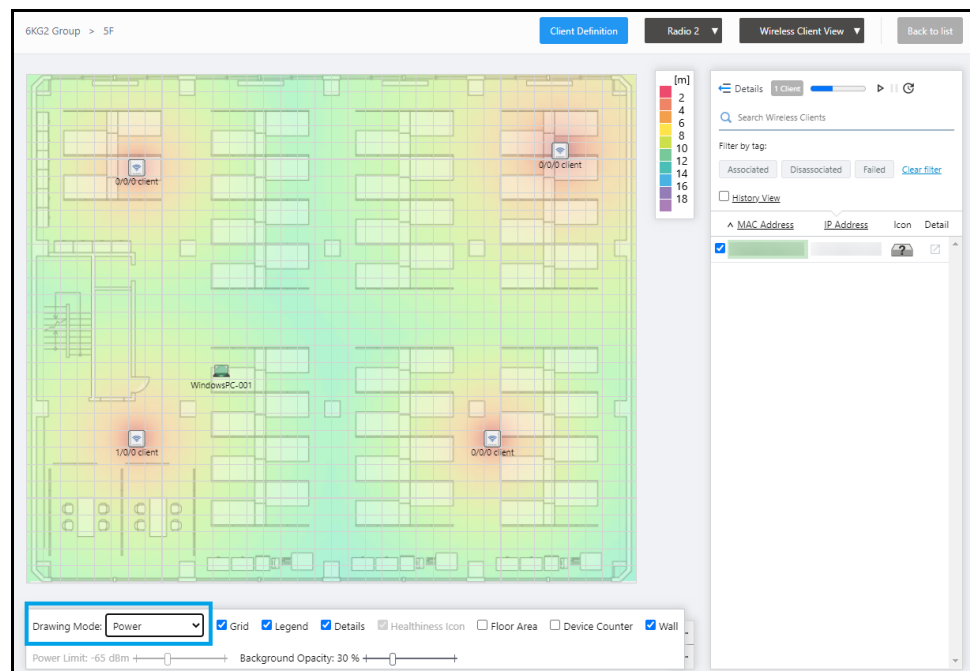 6KG2 Group > 5F
Client Definition
Radio 2 ▼
Wireless Client View ▼
Back to list
0/0/0 client
0/0/0 client
WindowsPC-001
1/0/0 client
0/0/0 client
[m]
2
4
6
8
10
12
14
16
18
Details 1 Client
Search Wireless Clients
Filter by tag:
Associated Disassociated Failed Clear filter
History View
^ MAC Address IP Address Icon Detail
?
Drawing Mode: Power Grid Legend Details Healthiness Icon Floor Area Device Counter Wall
Power Limit: -65 dBm Background Opacity: 30 %